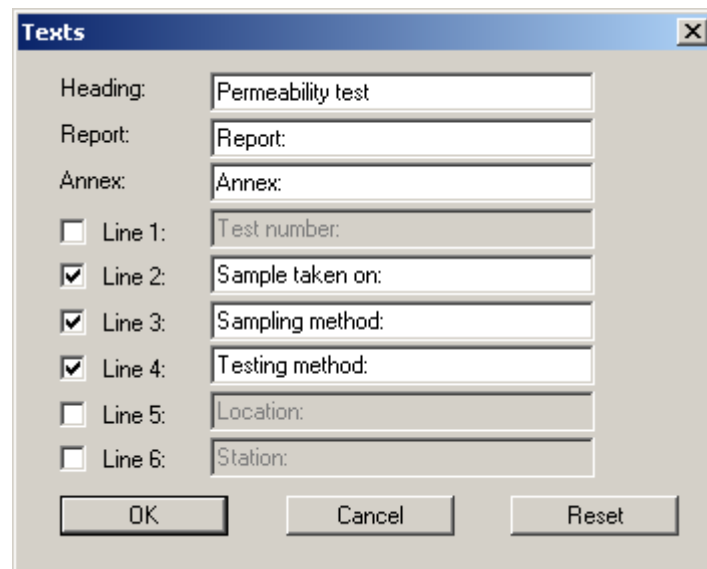 Texts
Heading: Permeability test
Report: Report:
Annex: Annex:
Line 1: Test number:
Line 2: Sample taken on:
Line 3: Sampling method:
Line 4: Testing method:
Line 5: Location:
Line 6: Station:
OK Cancel Reset